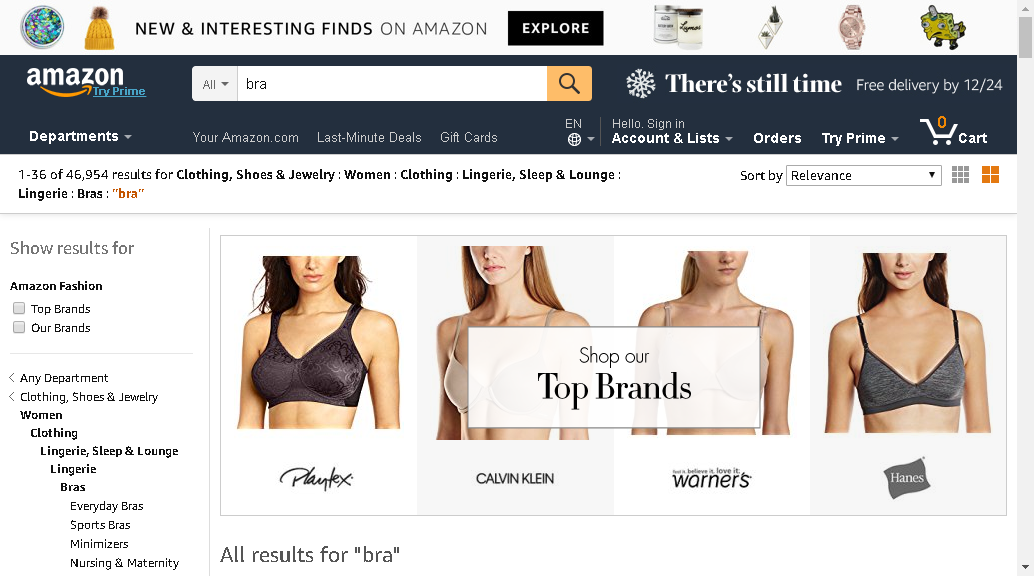 NEW & INTERESTING FINDS ON AMAZON EXPLORE
amazon
Try Prime
All
bra
There's still time Free delivery by 12/24
Departments
Your Amazon.com Last-Minute Deals Gift Cards
EN
Hello. Sign in
Account & Lists
Orders
Try Prime
0
Cart
1-36 of 46,954 results for Clothing, Shoes & Jewelry : Women : Clothing : Lingerie, Sleep & Lounge :
Lingerie : Bras : "bra"
Sort by Relevance
Show results for
Amazon Fashion
Top Brands
Our Brands
Any Department
Clothing, Shoes & Jewelry
Women
Clothing
Lingerie, Sleep & Lounge
Lingerie
Bras
Everyday Bras
Sports Bras
Minimizers
Nursing & Maternity
Shop our
Top Brands
Playtex
CALVIN KLEIN
feel it. believe it. love it.
warner's
Hanes
All results for "bra"